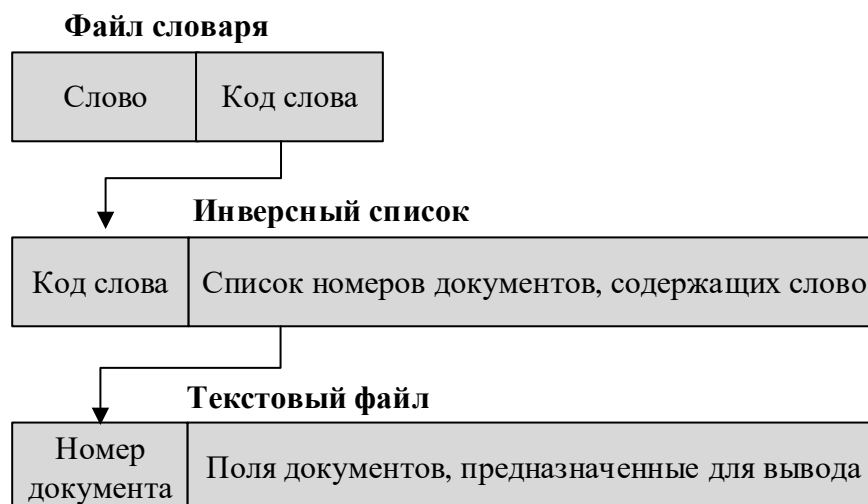 Файл словаря
Слово
Код слова
Инверсный список
Код слова
Список номеров документов, содержащих слово
Текстовый файл
Номер
документа
Поля документов, предназначенные для вывода